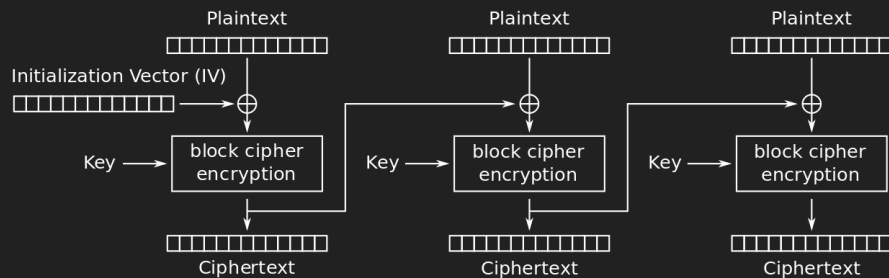 Plaintext
Plaintext
Plaintext
Initialization Vector (IV)
Key
block cipher
encryption
Key
block cipher
encryption
Key
block cipher
encryption
Ciphertext
Ciphertext
Ciphertext